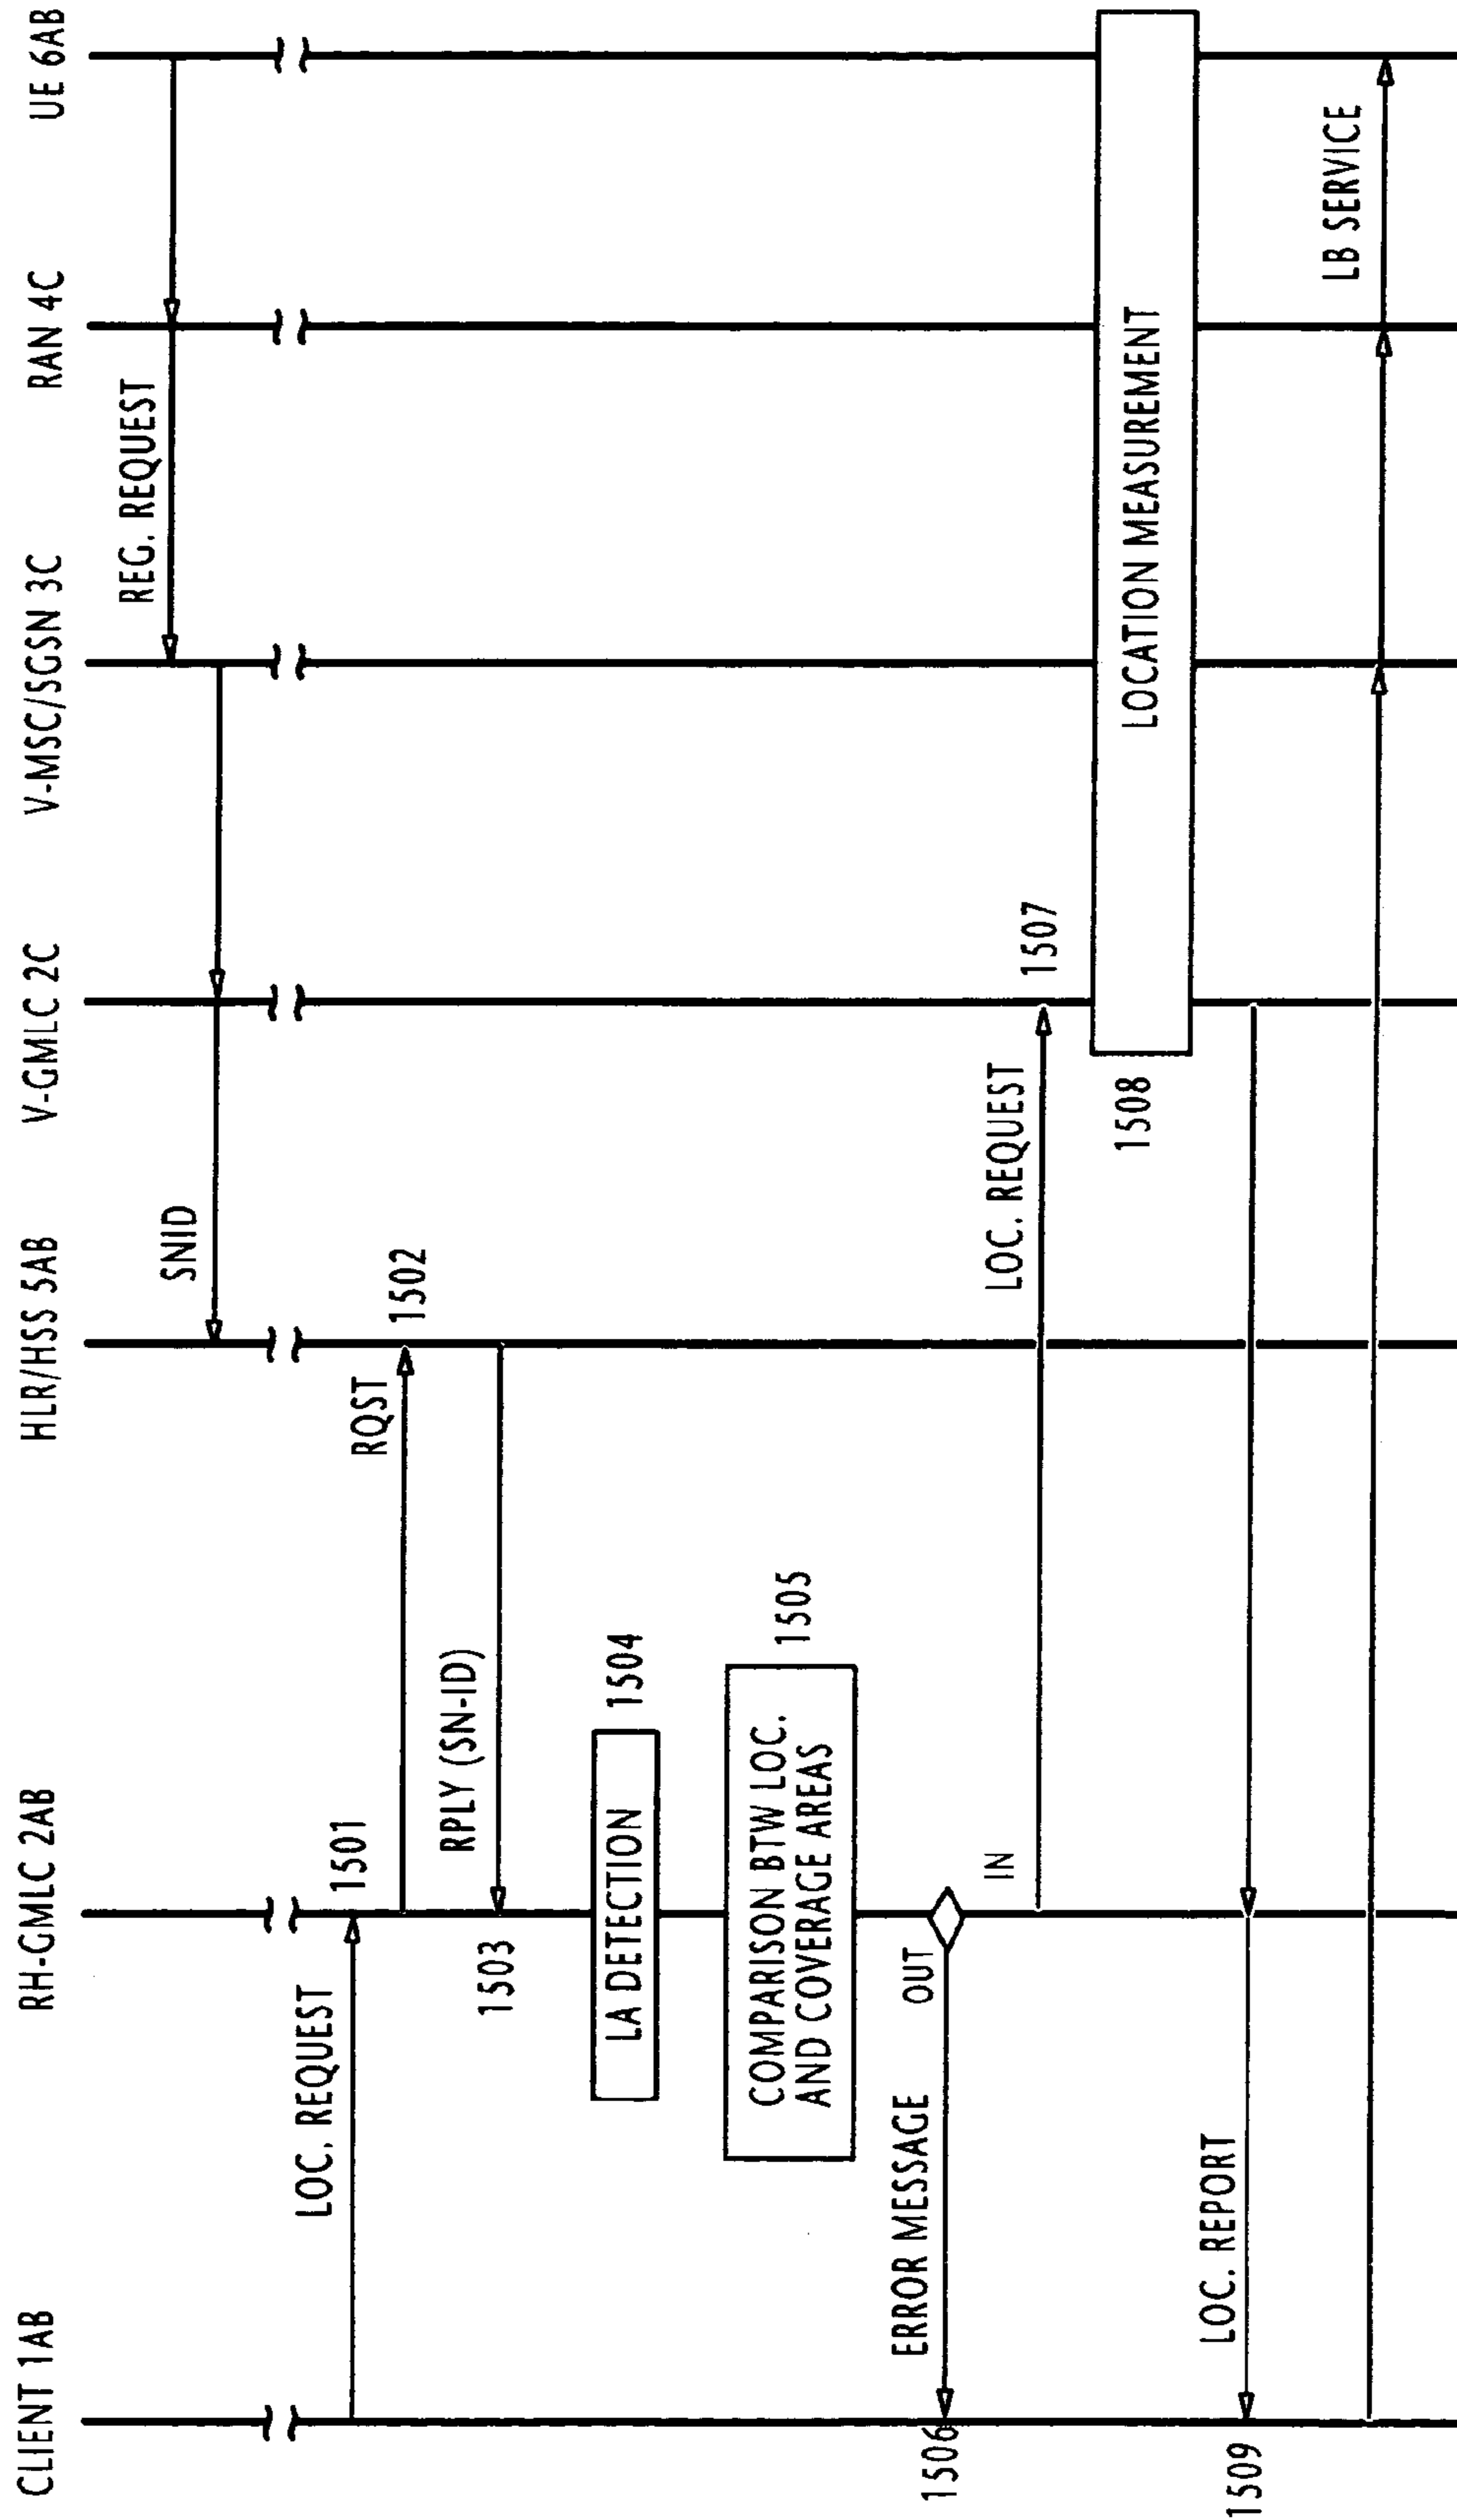 CLIENT 1AB
RH-GMLC 2AB
HLR/HSS 5AB
V-GMLC 2C
V-MSC/SGSN 3C
RAN 4C
UE 6AB
REG. REQUEST
SNID
LOC. REQUEST
1501
RQST
1502
1503
RPLY (SN-ID)
LA DETECTION
1504
COMPARISON BTW LOC.
AND COVERAGE AREAS
1505
1506
ERROR MESSAGE
OUT
IN
LOC. REQUEST
1507
1508
LOCATION MEASUREMENT
1509
LOC. REPORT
LB SERVICE